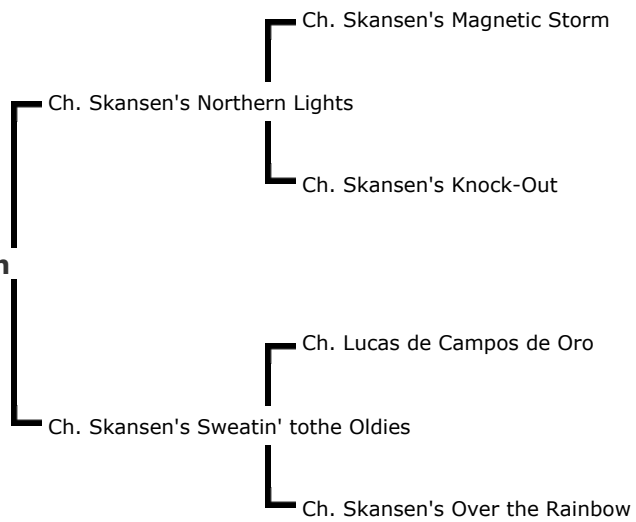 Ch. Skansen's Magnetic Storm
Ch. Skansen's Northern Lights
Ch. Skansen's Knock-Out
Ch. Lucas de Campos de Oro
Ch. Skansen's Sweatin' tothe Oldies
Ch. Skansen's Over the Rainbow